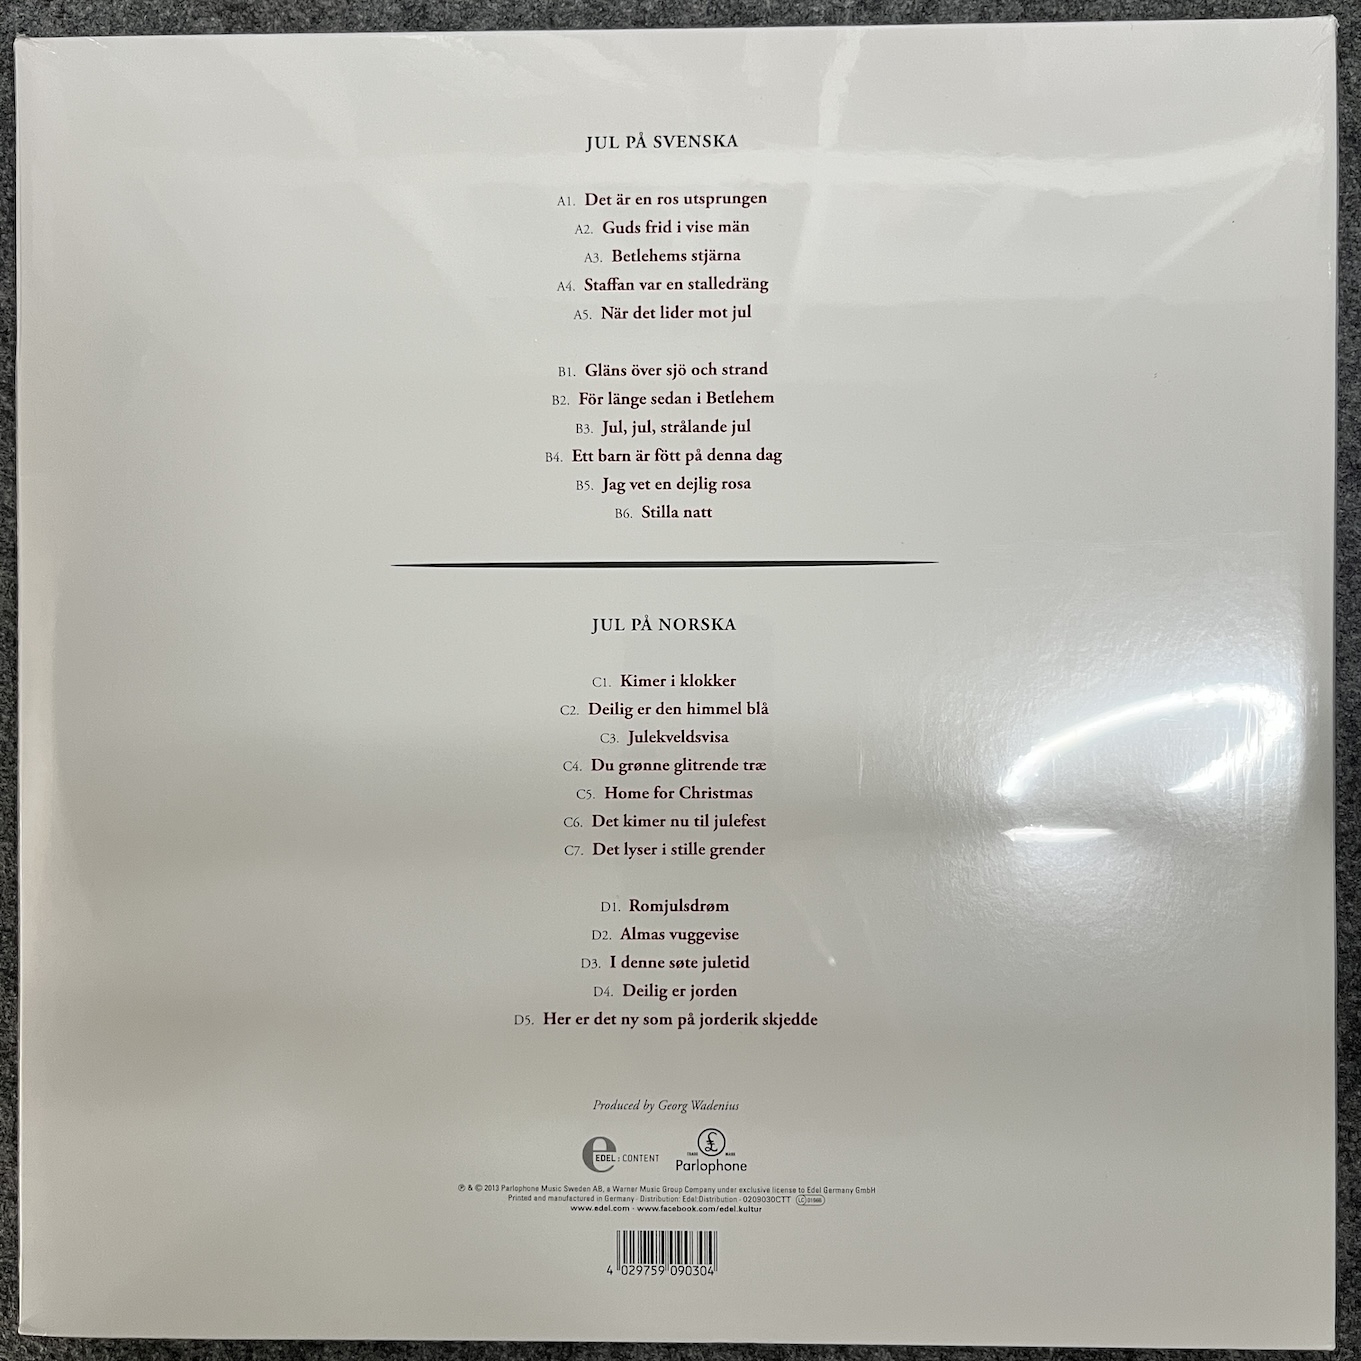 JUL PÅ SVENSKA
A1. Det är en ros utsprungen
A2. Guds frid i vise män
A3. Betlehems stjärna
A4. Staffan var en stalledräng
A5. När det lider mot jul
B1. Gläns över sjö och strand
B2. För länge sedan i Betlehem
B3. Jul, jul, strålande jul
B4. Ett barn är fött på denna dag
B5. Jag vet en dejlig rosa
B6. Stilla natt
JUL PÅ NORSKA
C1. Kimer i klokker
C2. Deilig er den himmel blå
C3. Julekveldsvisa
C4. Du grønne glitrende træ
C5. Home for Christmas
C6. Det kimer nu til julefest
C7. Det lyser i stille grender
D1. Romjulsdrøm
D2. Almas vuggevise
D3. I denne søte juletid
D4. Deilig er jorden
D5. Her er det ny som på jorderik skjedde
Produced by Georg Wadenius
e EDEL : CONTENT
£ TRADE MARK Parlophone
℗ & © 2013 Parlophone Music Sweden AB, a Warner Music Group Company under exclusive license to Edel Germany GmbH
Printed and manufactured in Germany · Distribution: Edel:Distribution · 0209030CTT LC 01666
www.edel.com · www.facebook.com/edel.kultur
4 029759 090304